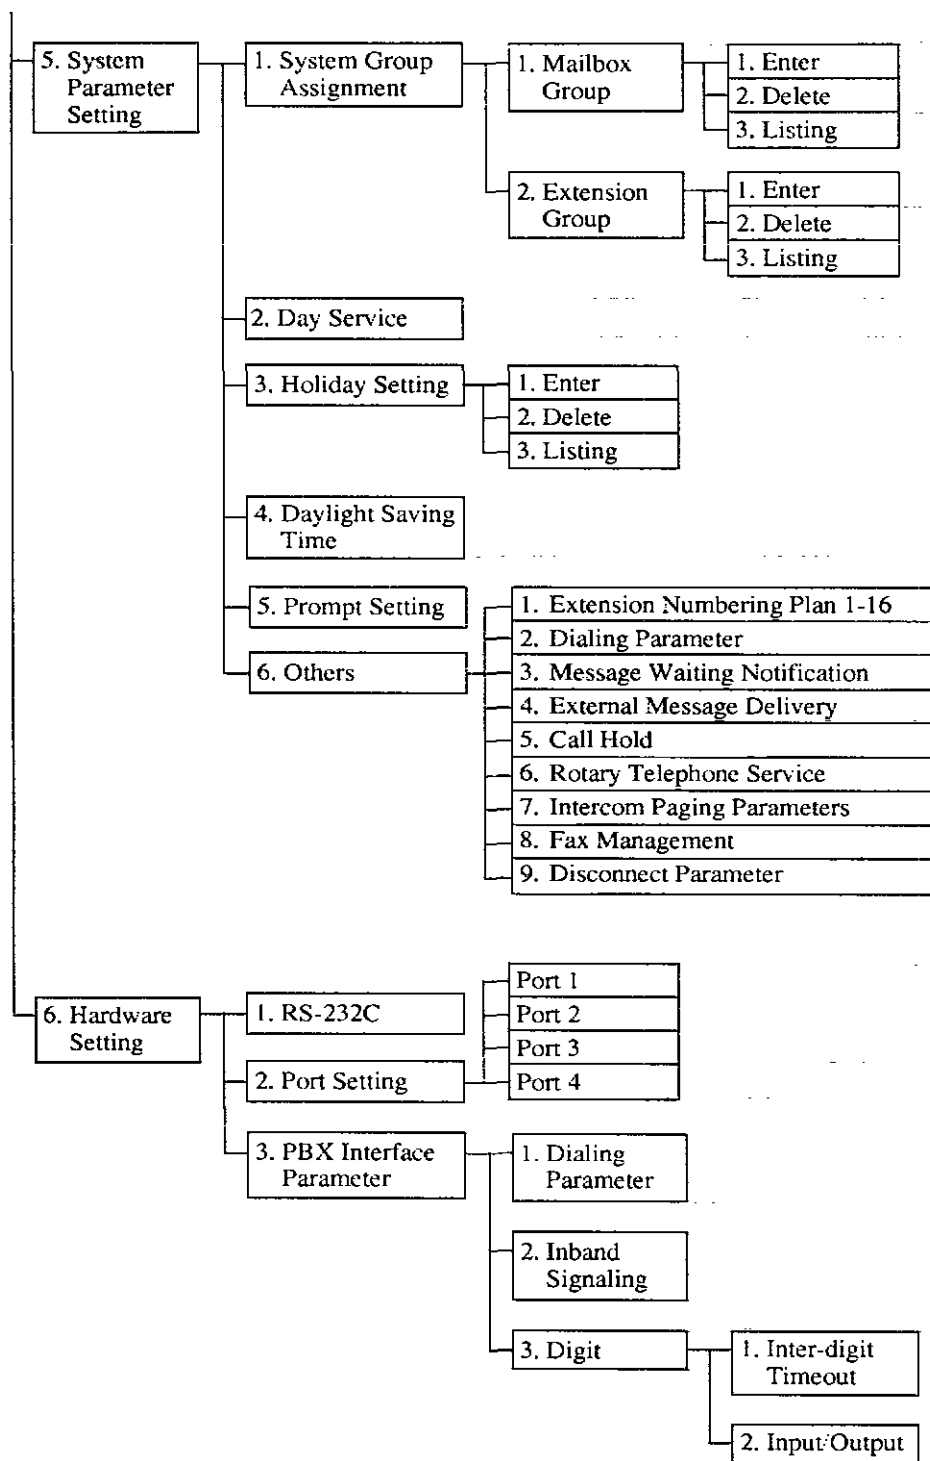 5. System
Parameter
Setting
1. System Group
Assignment
1. Mailbox
Group
1. Enter
2. Delete
3. Listing
2. Extension
Group
1. Enter
2. Delete
3. Listing
2. Day Service
3. Holiday Setting
1. Enter
2. Delete
3. Listing
4. Daylight Saving
Time
5. Prompt Setting
6. Others
1. Extension Numbering Plan 1-16
2. Dialing Parameter
3. Message Waiting Notification
4. External Message Delivery
5. Call Hold
6. Rotary Telephone Service
7. Intercom Paging Parameters
8. Fax Management
9. Disconnect Parameter
6. Hardware
Setting
1. RS-232C
2. Port Setting
Port 1
Port 2
Port 3
Port 4
3. PBX Interface
Parameter
1. Dialing
Parameter
2. Inband
Signaling
3. Digit
1. Inter-digit
Timeout
2. Input/Output